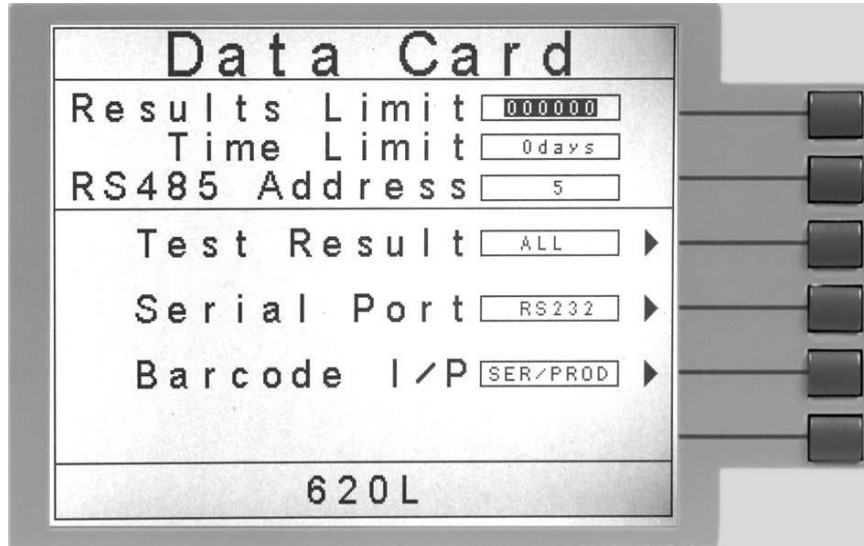 Data Card
Results Limit 000000
Time Limit 0days
RS485 Address 5
Test Result ALL
Serial Port RS232
Barcode I/P SER/PROD
620L